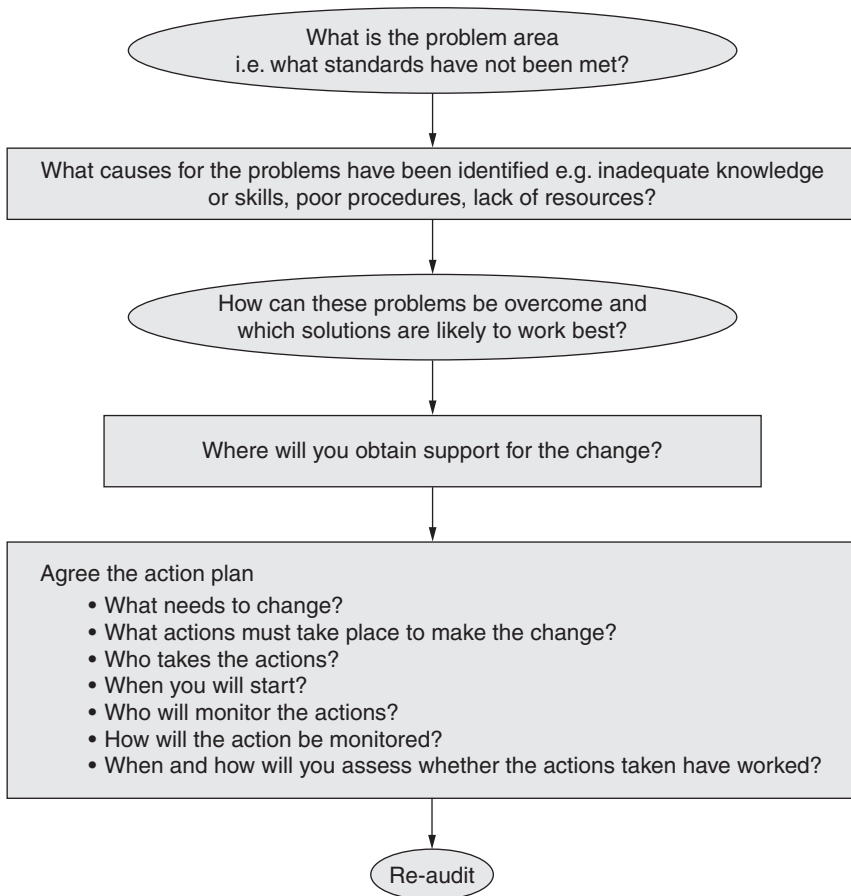 What is the problem area
i.e. what standards have not been met?
What causes for the problems have been identified e.g. inadequate knowledge
or skills, poor procedures, lack of resources?
How can these problems be overcome and
which solutions are likely to work best?
Where will you obtain support for the change?
Agree the action plan
• What needs to change?
• What actions must take place to make the change?
• Who takes the actions?
• When you will start?
• Who will monitor the actions?
• How will the action be monitored?
• When and how will you assess whether the actions taken have worked?
Re-audit